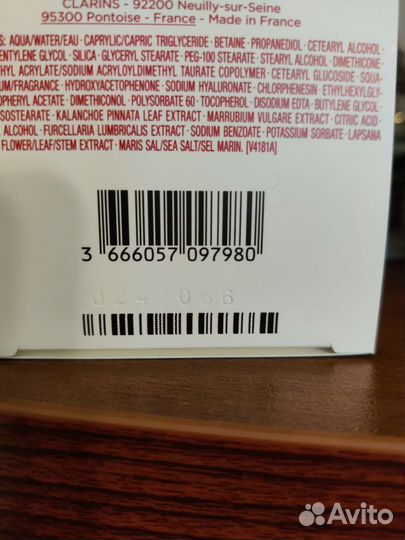 CLARINS - 92200 Neuilly-sur-Seine
95300 Pontoise - France - Made in France
S: AQUA/WATER/EAU · CAPRYLIC/CAPRIC TRIGLYCERIDE · BETAINE · PROPANEDIOL · CETEARYL ALCOHOL ·
PENTYLENE GLYCOL · SILICA · GLYCERYL STEARATE · PEG-100 STEARATE · STEARYL ALCOHOL · DIMETHICONE ·
THYL ACRYLATE/SODIUM ACRYLOYLDIMETHYL TAURATE COPOLYMER · CETEARYL GLUCOSIDE · SQUA-
UM/FRAGRANCE · HYDROXYACETOPHENONE · SODIUM HYALURONATE · CHLORPHENESIN · ETHYLHEXYLGLY-
OPHERYL ACETATE · DIMETHICONOL · POLYSORBATE 60 · TOCOPHEROL · DISODIUM EDTA · BUTYLENE GLYCOL ·
ISOSTEARATE · KALANCHOE PINNATA LEAF EXTRACT · MARRUBIUM VULGARE EXTRACT · CITRIC ACID ·
ALCOHOL · FURCELLARIA LUMBRICALIS EXTRACT · SODIUM BENZOATE · POTASSIUM SORBATE · LAPSANA
FLOWER/LEAF/STEM EXTRACT · MARIS SAL/SEA SALT/SEL MARIN. [V4181A]
3 666057 097980
0247066
Avito